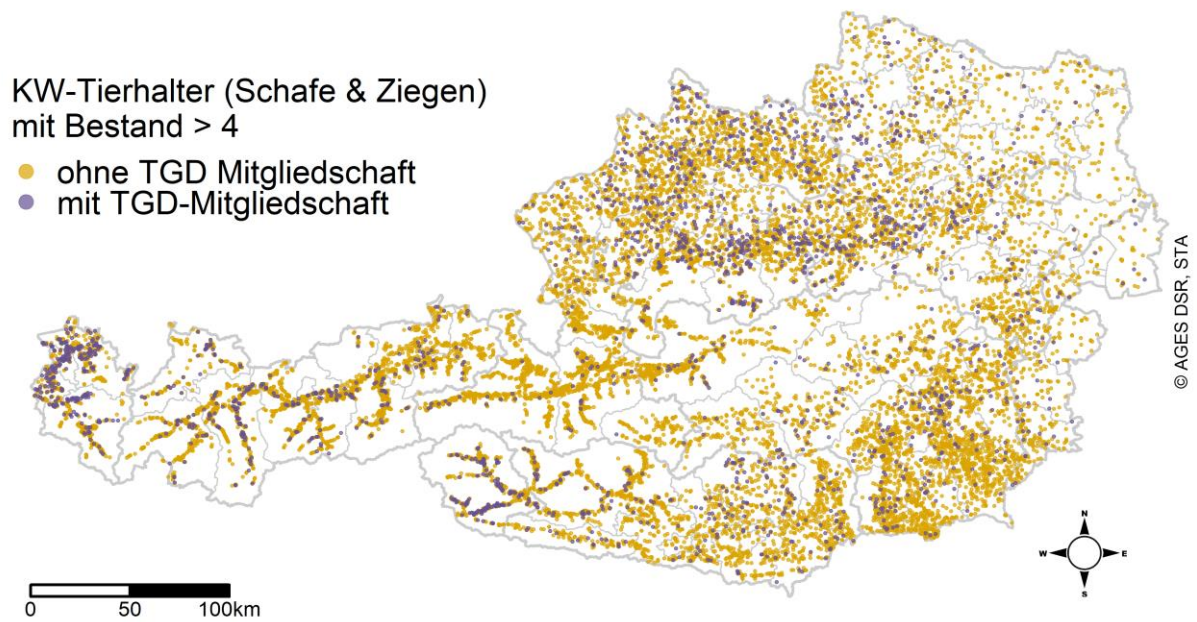 KW-Tierhalter (Schafe & Ziegen)
mit Bestand > 4
ohne TGD Mitgliedschaft
mit TGD-Mitgliedschaft
© AGES DSR, STA
N
W E
S
0 50 100km